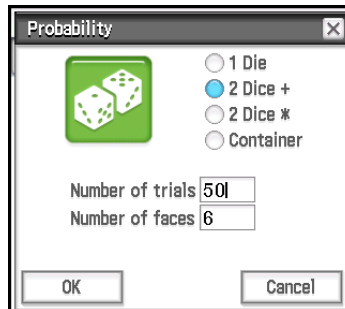 Probability
1 Die
2 Dice +
2 Dice *
Container
Number of trials 50
Number of faces 6
OK Cancel